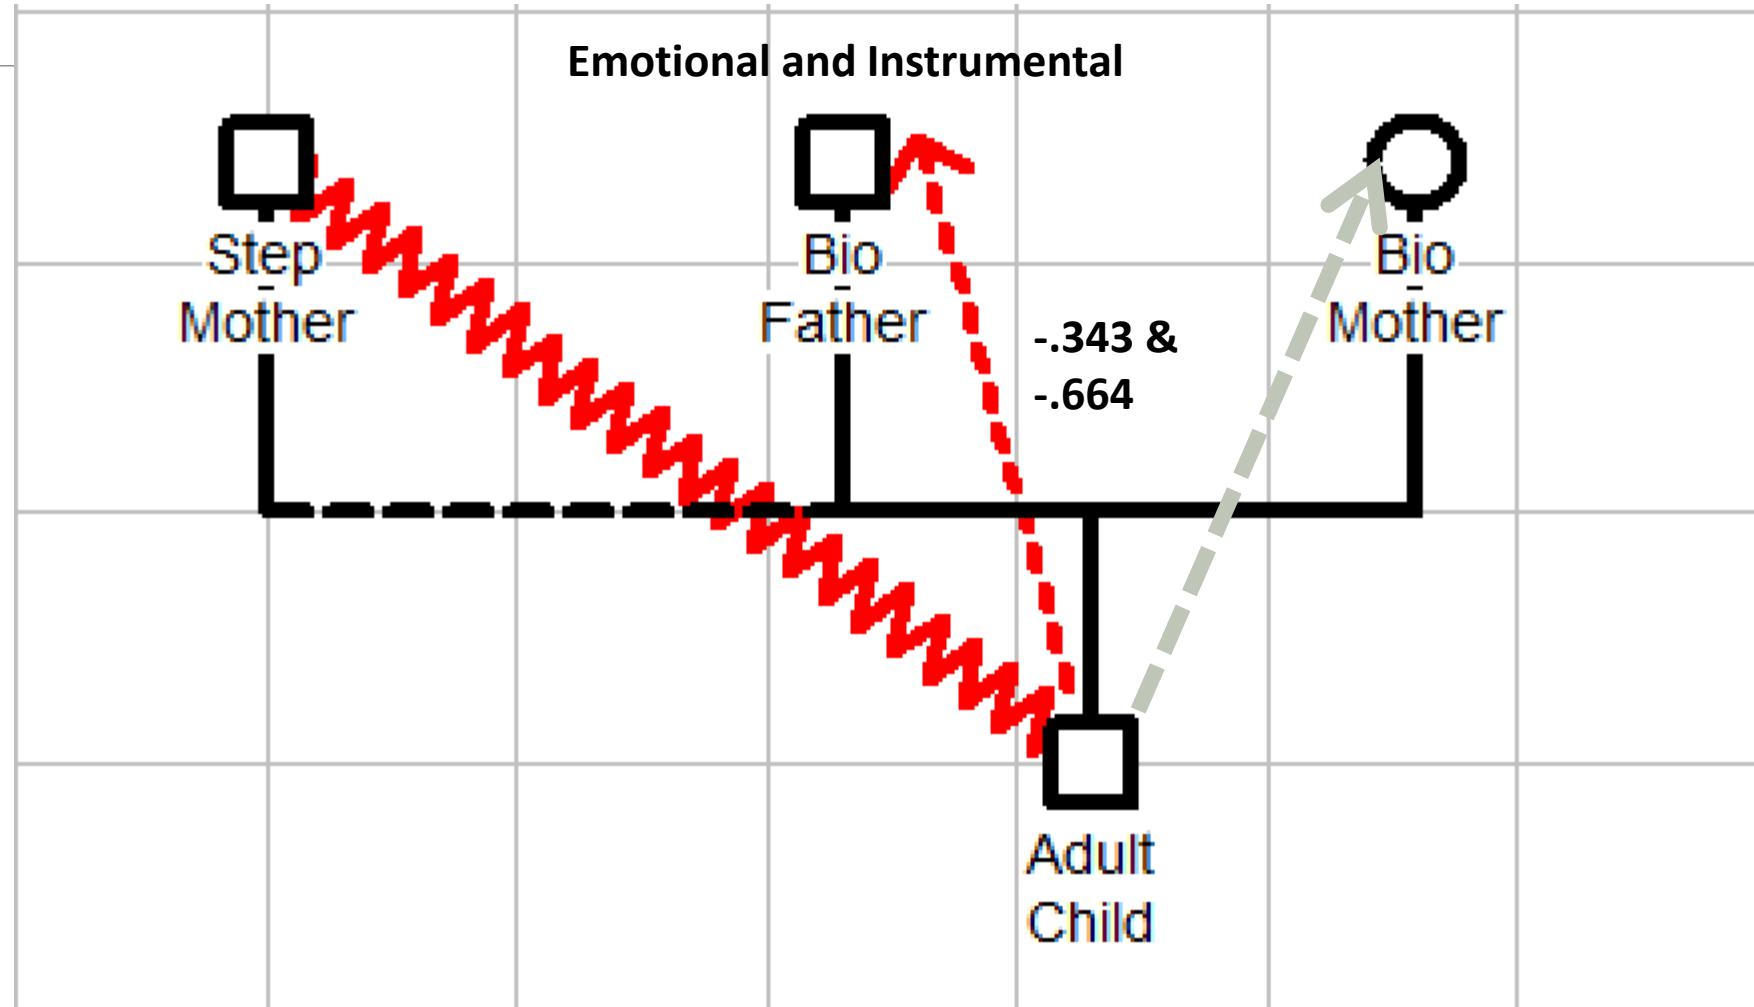 Emotional and Instrumental
Step
-
Mother
Bio
-
Father
Bio
-
Mother
-.343 &
-.664
Adult
Child